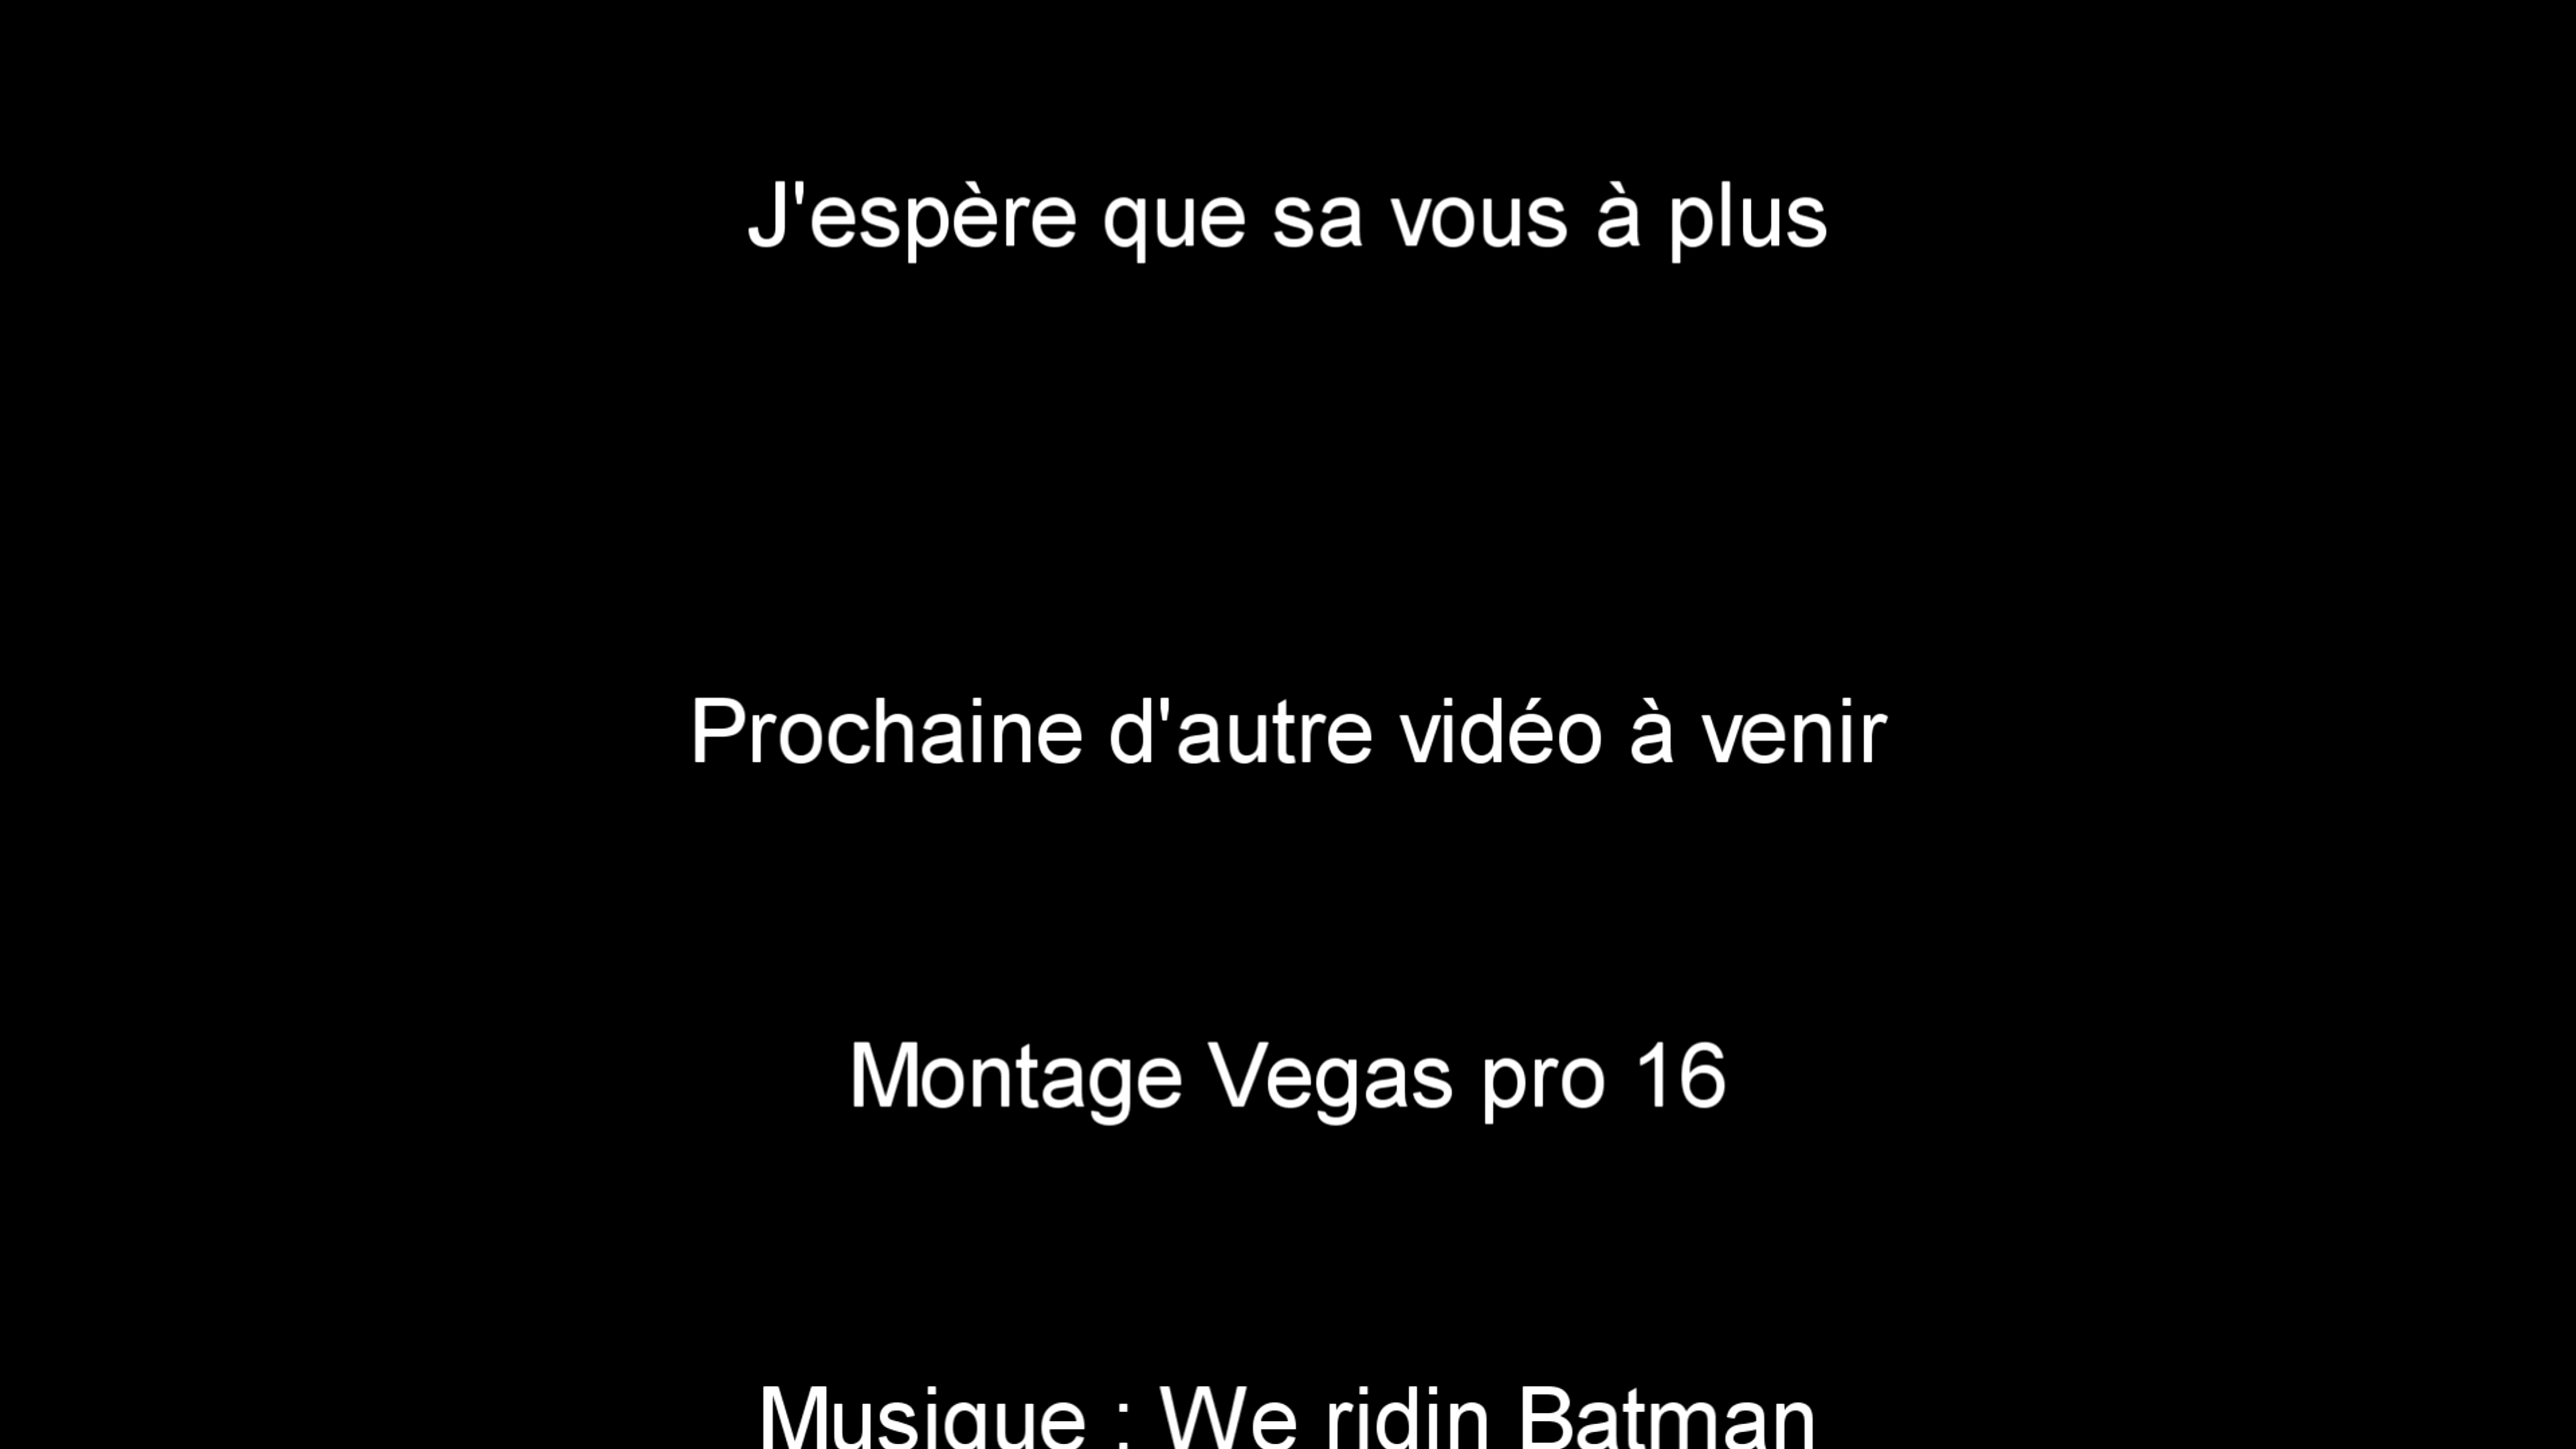 J'espère que sa vous à plus
Prochaine d'autre vidéo à venir
Montage Vegas pro 16
Musique : We ridin Batman